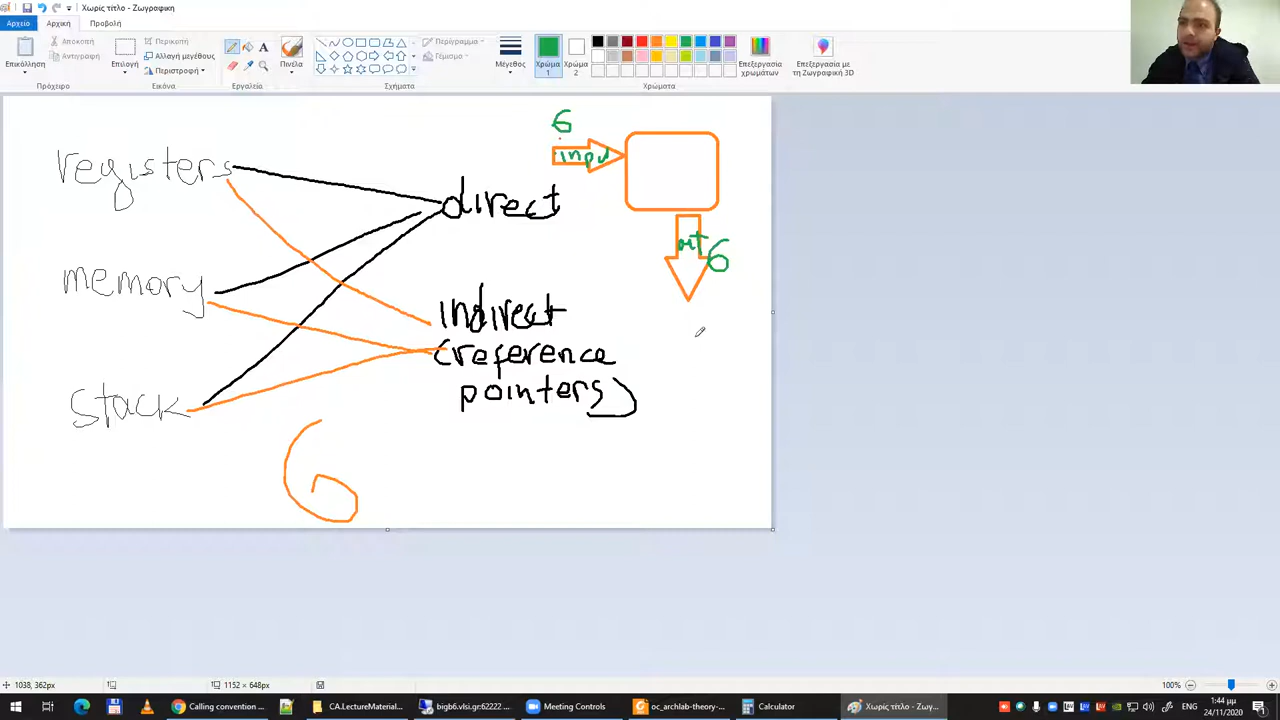 Χωρίς τίτλο - Ζωγραφική
Αρχείο Αρχική Προβολή
Επικόλληση
Αποκοπή
Αντιγραφή
Πρόχειρο
Επιλογή
Περικοπή
Αλλαγή μεγέθους
Περιστροφή
Εικόνα
Εργαλεία
Πινέλα
Περίγραμμα
Γέμισμα
Σχήματα
Μέγεθος
Χρώμα 1
Χρώμα 2
Χρώματα
Επεξεργασία χρωμάτων
Επεξεργασία με τη Ζωγραφική 3D
registers
memory
stack
direct
indirect
(reference
pointers)
6
6
input
out 6
1038, 362px
1152 × 648px
100%
Calling convention ...
CA.LectureMaterial...
bigb6.vlsi.gr:62222 ...
Meeting Controls
oc_archlab-theory-...
Calculator
Χωρίς τίτλο - Ζωγ...
1:44 μμ
24/11/2020